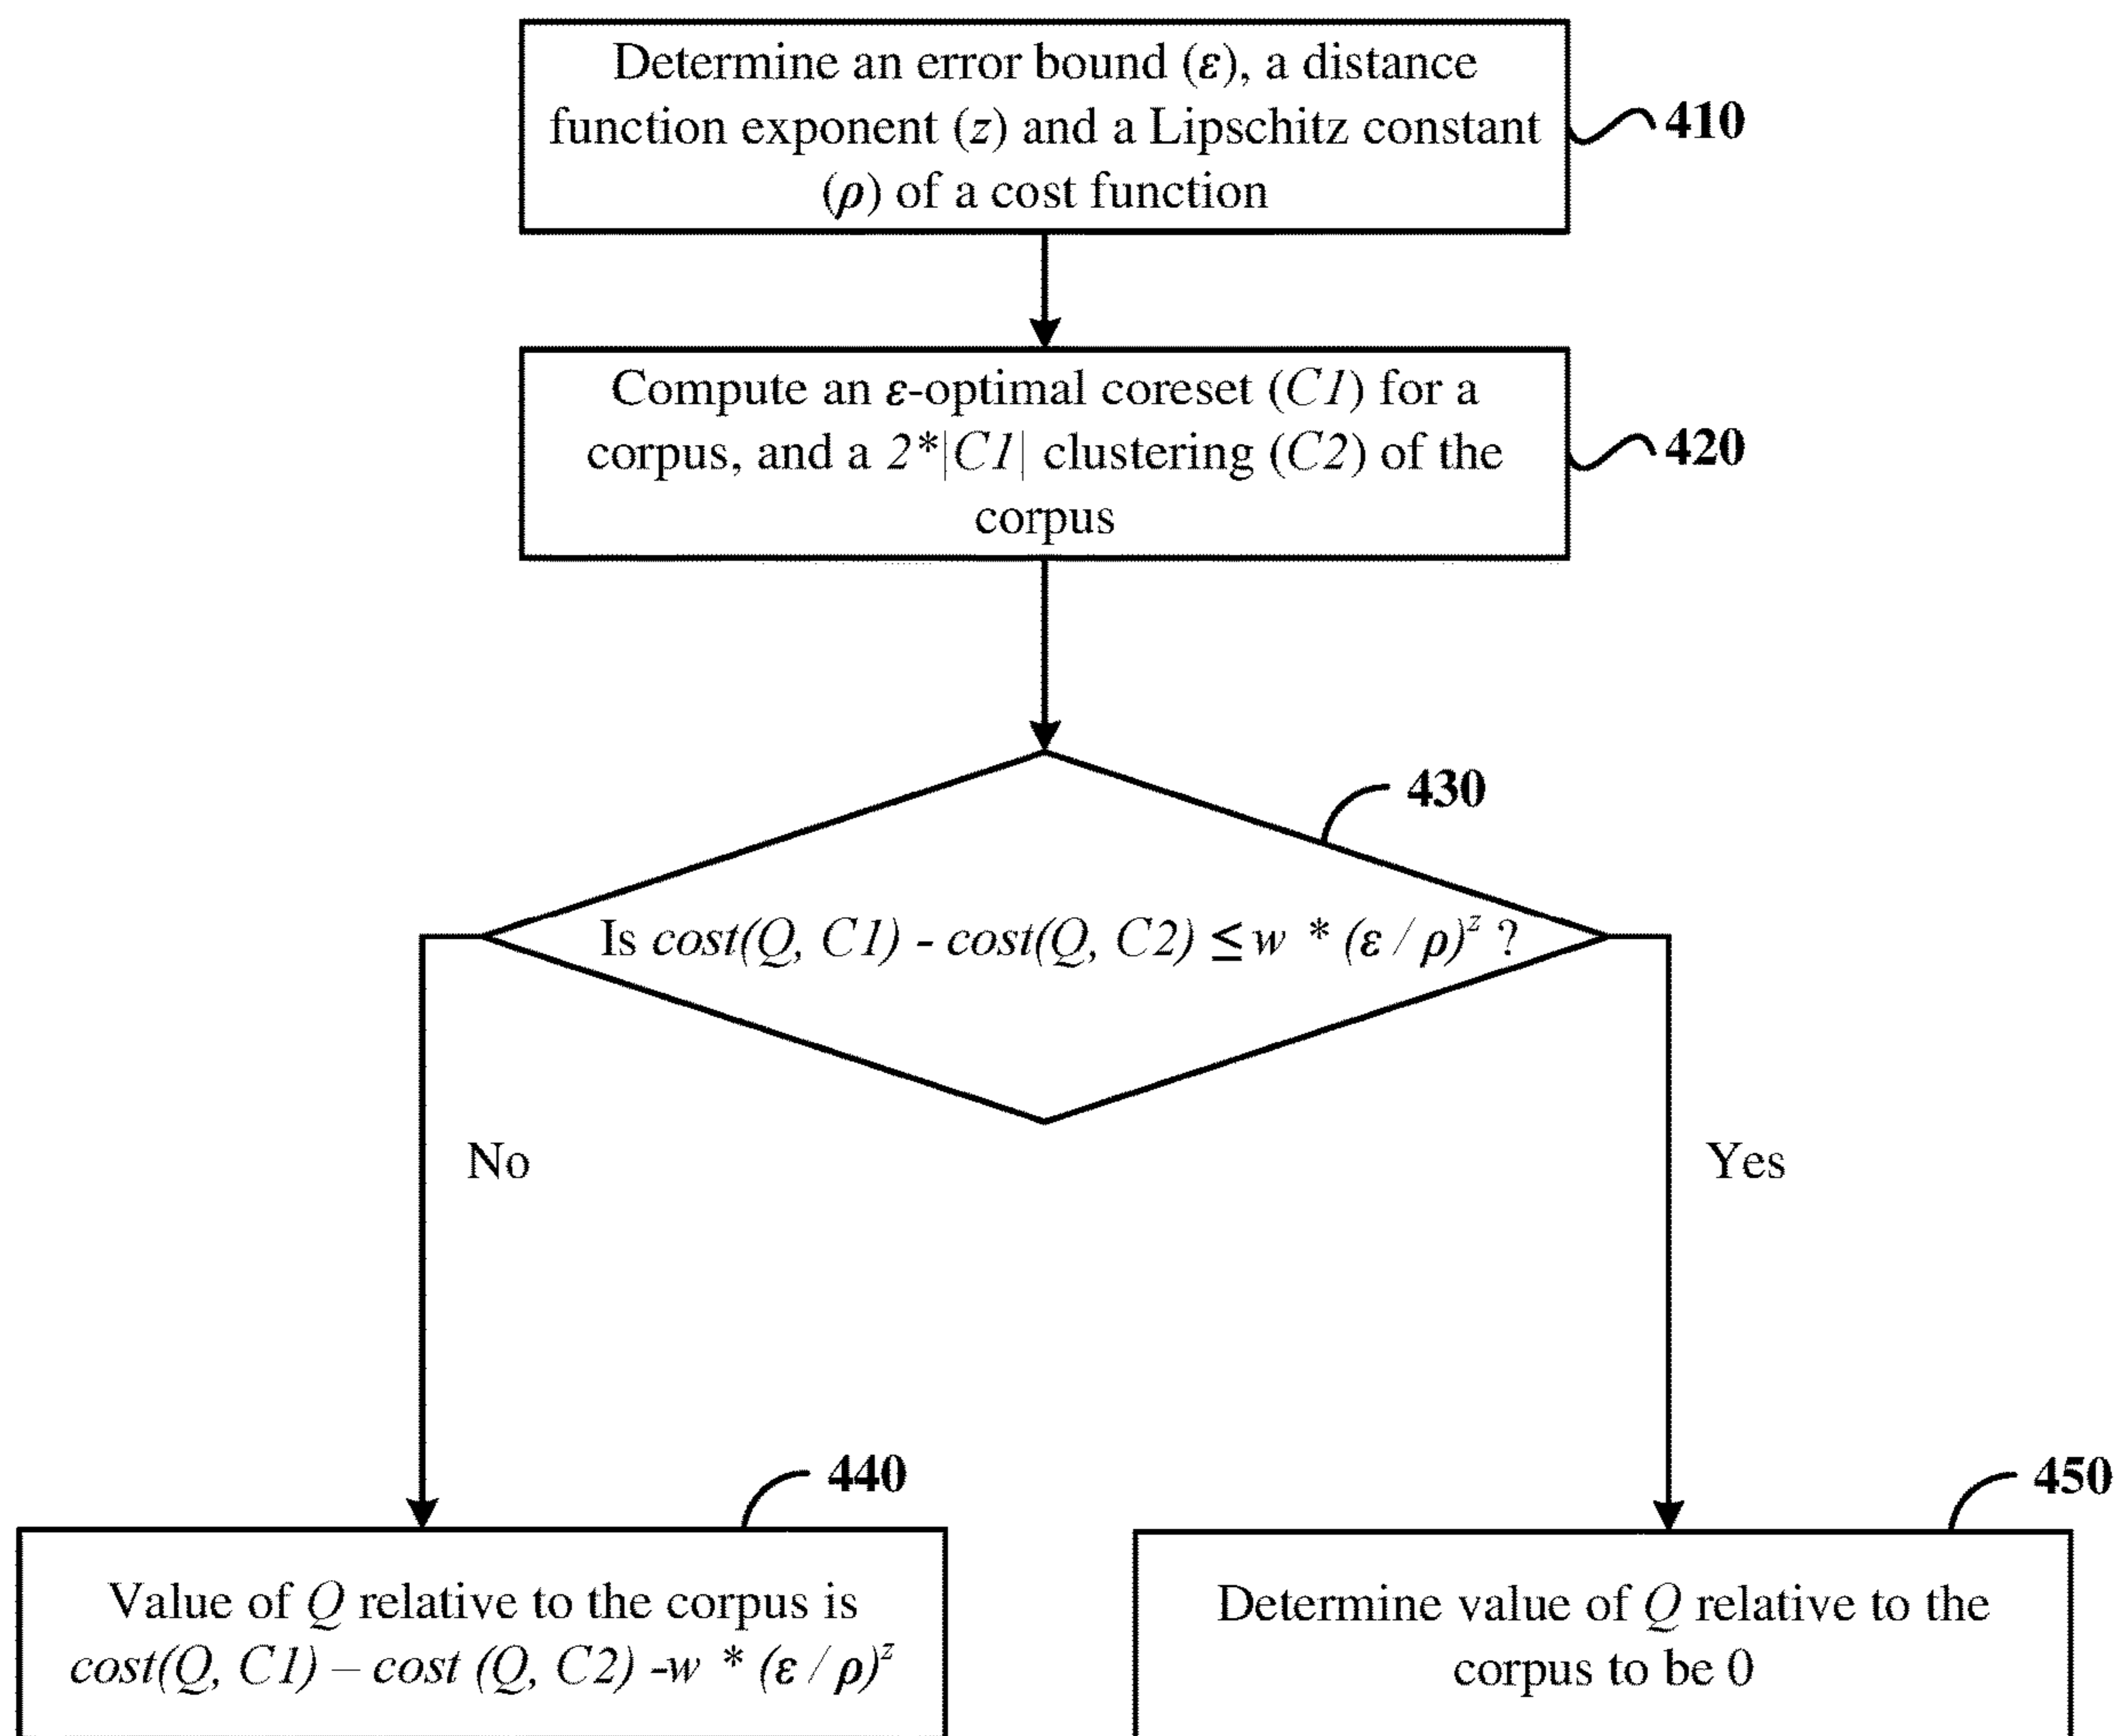 Determine an error bound (ε), a distance
function exponent (z) and a Lipschitz constant
(ρ) of a cost function
410
Compute an ε-optimal coreset (C1) for a
corpus, and a 2*|C1| clustering (C2) of the
corpus
420
430
Is cost(Q, C1) - cost(Q, C2) ≤ w * (ε / ρ)^z ?
No
Yes
440
450
Value of Q relative to the corpus is
cost(Q, C1) – cost (Q, C2) -w * (ε / ρ)^z
Determine value of Q relative to the
corpus to be 0